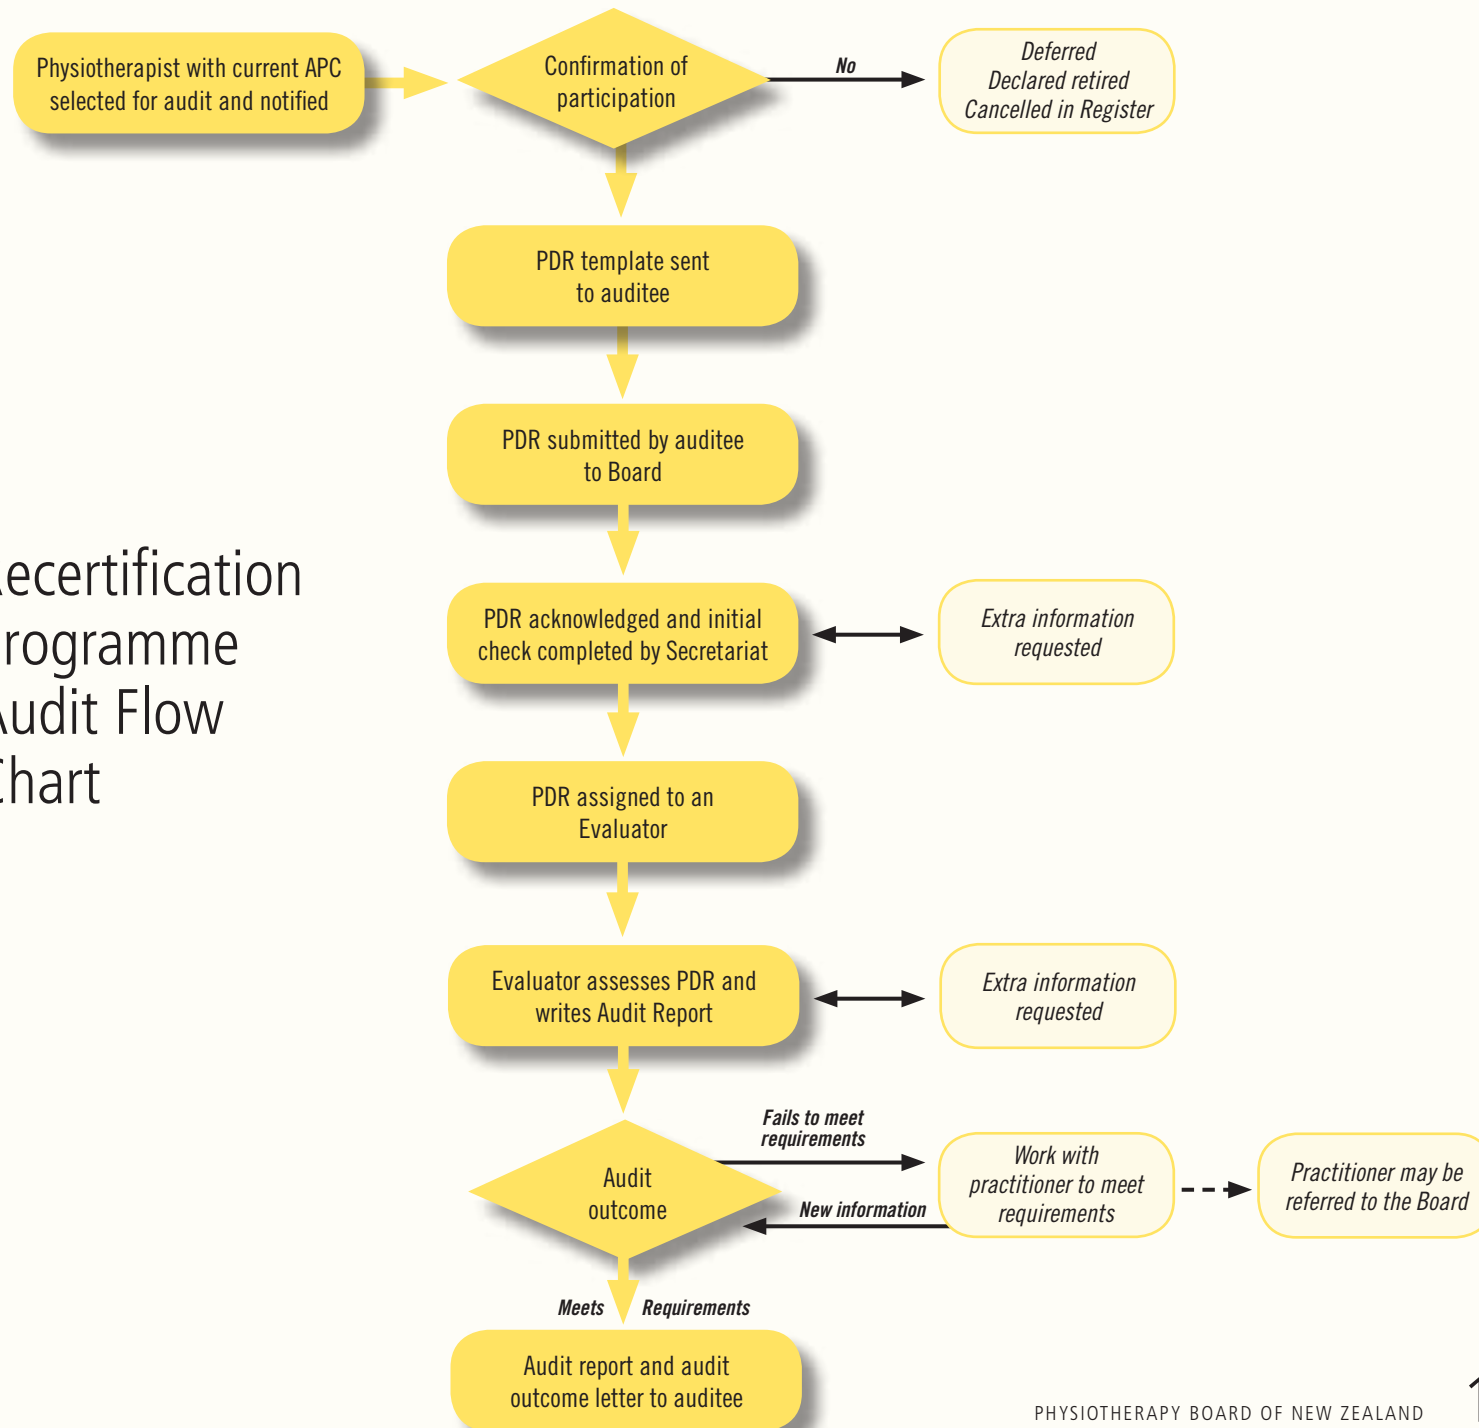 Physiotherapist with current APC
selected for audit and notified
Confirmation of
participation
No
Deferred
Declared retired
Cancelled in Register
PDR template sent
to auditee
PDR submitted by auditee
to Board
ecertification
rogramme
Audit Flow
Chart
PDR acknowledged and initial
check completed by Secretariat
Extra information
requested
PDR assigned to an
Evaluator
Evaluator assesses PDR and
writes Audit Report
Extra information
requested
Fails to meet
requirements
Audit
outcome
New information
Work with
practitioner to meet
requirements
Practitioner may be
referred to the Board
Meets Requirements
Audit report and audit
outcome letter to auditee
PHYSIOTHERAPY BOARD OF NEW ZEALAND